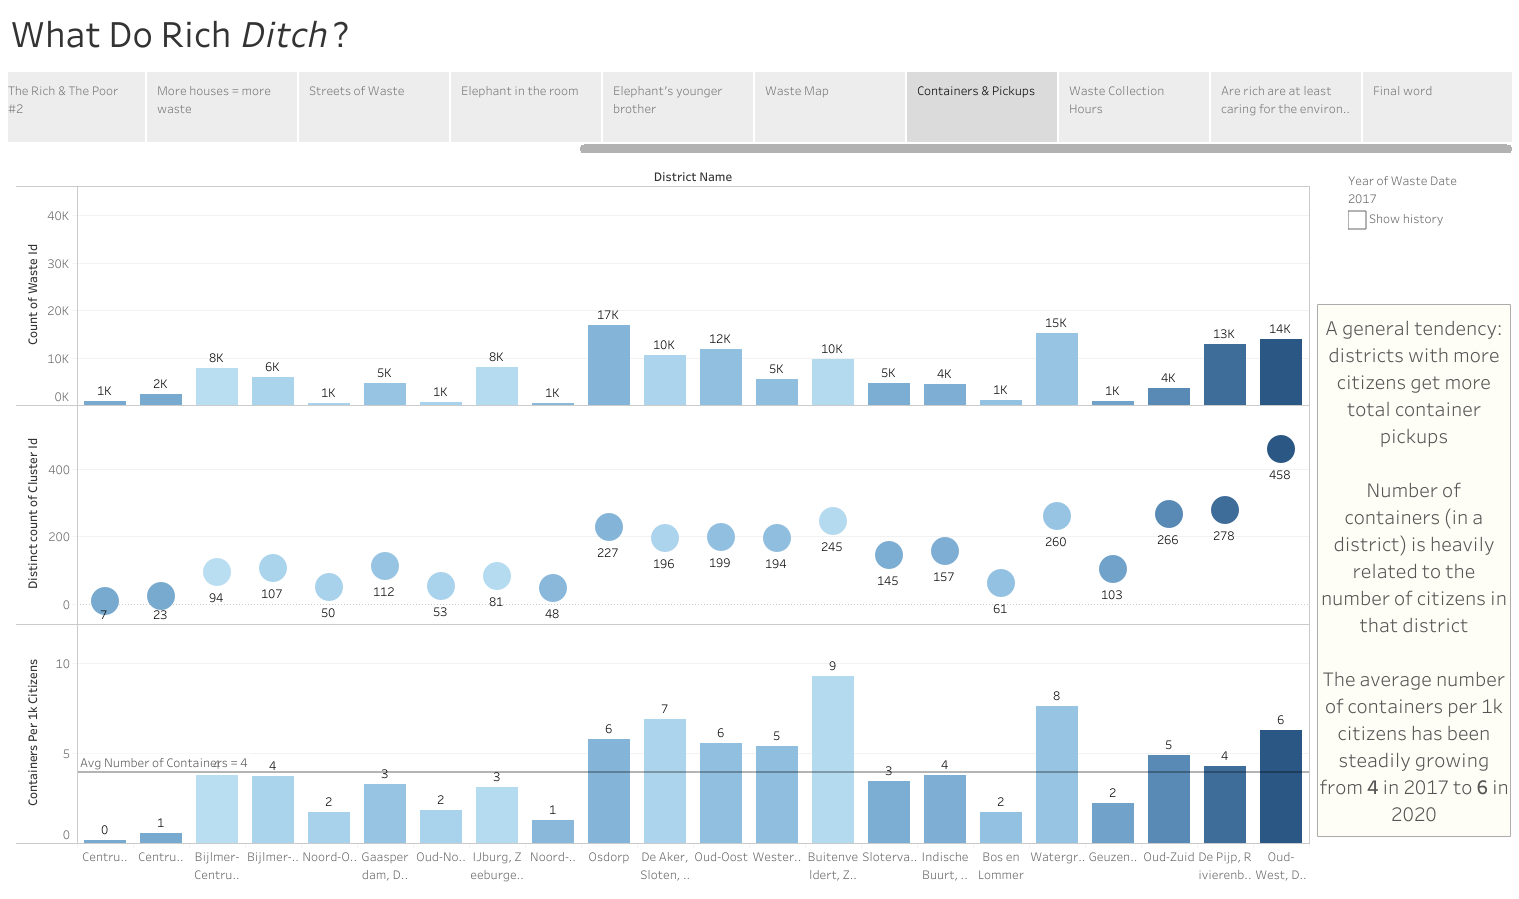 What Do Rich Ditch?
The Rich & The Poor
#2
More houses = more
waste
Streets of Waste
Elephant in the room
Elephant's younger
brother
Waste Map
Containers & Pickups
Waste Collection
Hours
Are rich are at least
caring for the environ..
Final word
District Name
Year of Waste Date
2017
Show history
Count of Waste Id
40K
30K
20K
10K
0K
1K 2K 8K 6K 1K 5K 1K 8K 1K 17K 10K 12K 5K 10K 5K 4K 1K 15K 1K 4K 13K 14K
Distinct count of Cluster Id
400
200
0
7 23 94 107 50 112 53 81 48 227 196 199 194 245 145 157 61 260 103 266 278 458
Containers Per 1k Citizens
10
5
0
Avg Number of Containers = 4
0 1 4 4 2 3 2 3 1 6 7 6 5 9 3 4 2 8 2 5 4 6
Centru.. Centru.. Bijlmer- Bijlmer-.. Noord-O.. Gaasper Oud-No.. IJburg, Z Noord-.. Osdorp De Aker, Oud-Oost Wester.. Buitenve Sloterva.. Indische Bos en Watergr.. Geuzen.. Oud-Zuid De Pijp, R Oud-
Centru.. dam, D.. eeburge.. Sloten, .. ldert, Z.. Buurt, .. Lommer ivierenb.. West, D..
A general tendency:
districts with more
citizens get more
total container
pickups
Number of
containers (in a
district) is heavily
related to the
number of citizens in
that district
The average number
of containers per 1k
citizens has been
steadily growing
from 4 in 2017 to 6 in
2020